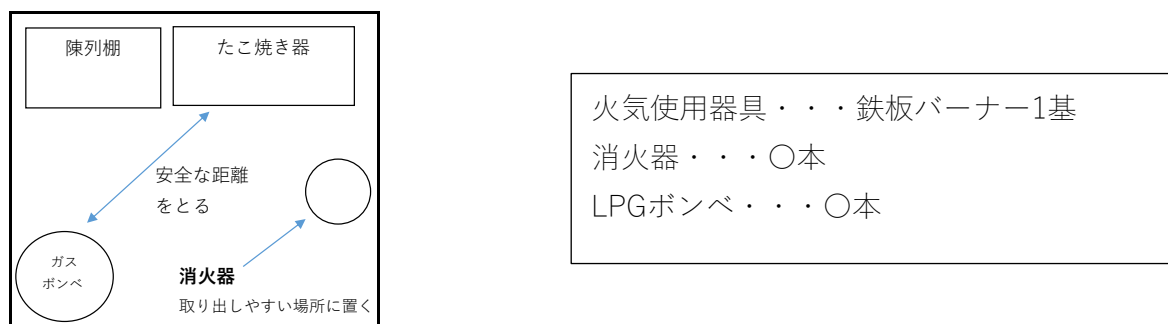 陳列棚
たこ焼き器
安全な距離
をとる
ガス
ボンベ
消火器
取り出しやすい場所に置く
火気使用器具・・・鉄板バーナー1基
消火器・・・〇本
LPGボンベ・・・〇本